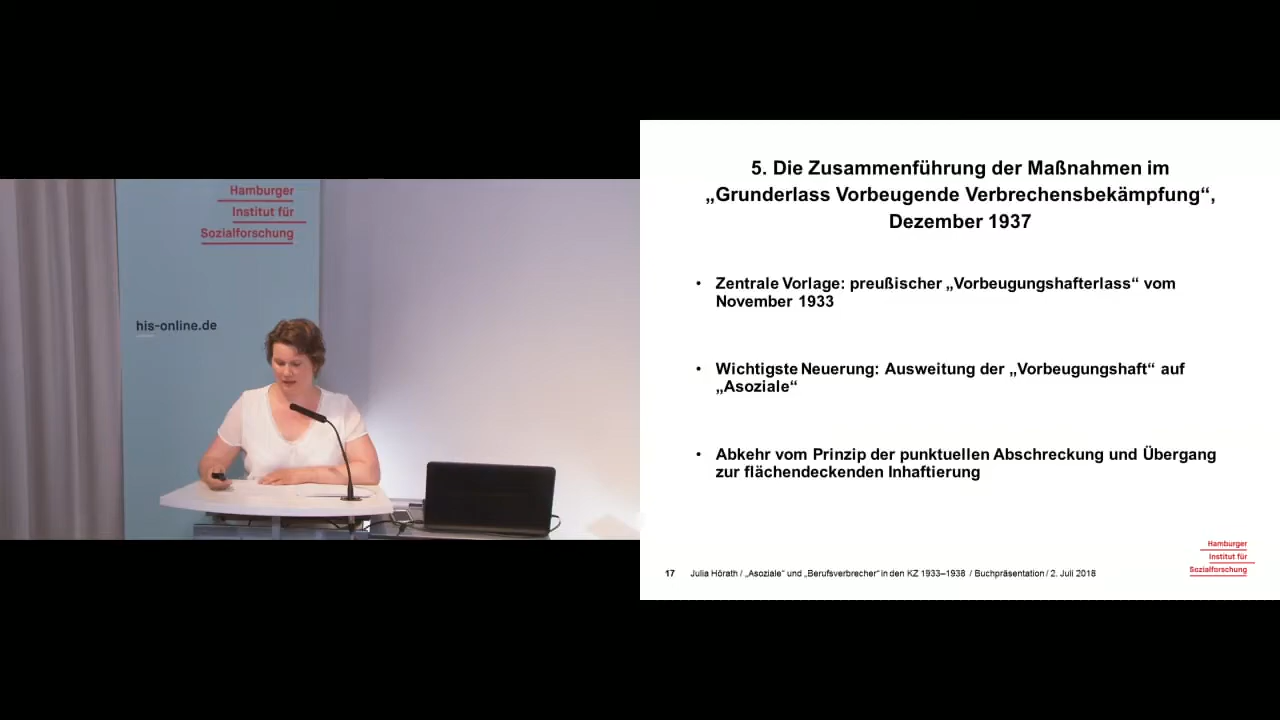 Hamburger
Institut für
Sozialforschung
his-online.de
5. Die Zusammenführung der Maßnahmen im
„Grunderlass Vorbeugende Verbrechensbekämpfung“,
Dezember 1937
• Zentrale Vorlage: preußischer „Vorbeugungshafterlass“ vom
November 1933
• Wichtigste Neuerung: Ausweitung der „Vorbeugungshaft“ auf
„Asoziale“
• Abkehr vom Prinzip der punktuellen Abschreckung und Übergang
zur flächendeckenden Inhaftierung
Hamburger
Institut für
Sozialforschung
17 Julia Hörath / „Asoziale“ und „Berufsverbrecher“ in den KZ 1933–1938 / Buchpräsentation / 2. Juli 2018